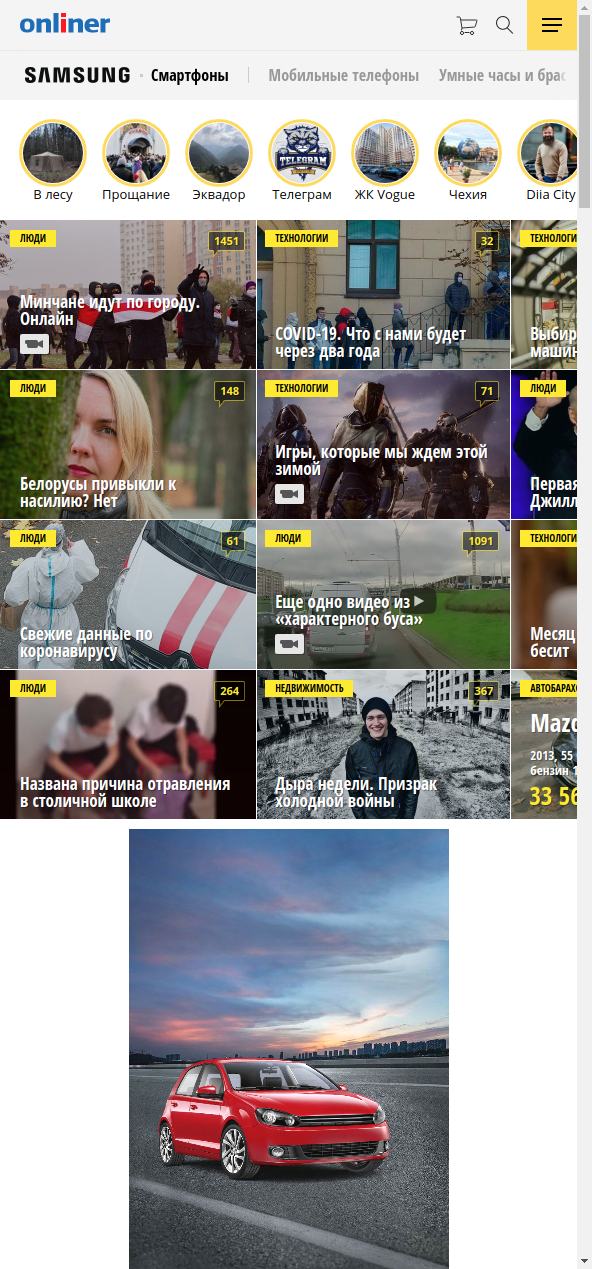 onliner
SAMSUNG • Смартфоны
Мобильные телефоны
Умные часы и брас
В лесу
Прощание
Эквадор
Телеграм
TELEGRAM
ЖК Vogue
Чехия
Diia City
ЛЮДИ
1451
Минчане идут по городу.
Онлайн
ТЕХНОЛОГИИ
32
COVID-19. Что с нами будет
через два года
ТЕХНОЛОГИ
Выбир
машин
ЛЮДИ
148
Белорусы привыкли к
насилию? Нет
ТЕХНОЛОГИИ
71
Игры, которые мы ждем этой
зимой
ЛЮДИ
Первая
Джилл
ЛЮДИ
61
Свежие данные по
коронавирусу
ЛЮДИ
1091
Еще одно видео из
«характерного буса»
ТЕХНОЛОГИ
Месяц
бесит
ЛЮДИ
264
Названа причина отравления
в столичной школе
НЕДВИЖИМОСТЬ
367
Дыра недели. Призрак
холодной войны
АВТОБАРАХО
Mazd
2013, 55
бензин 1
33 56